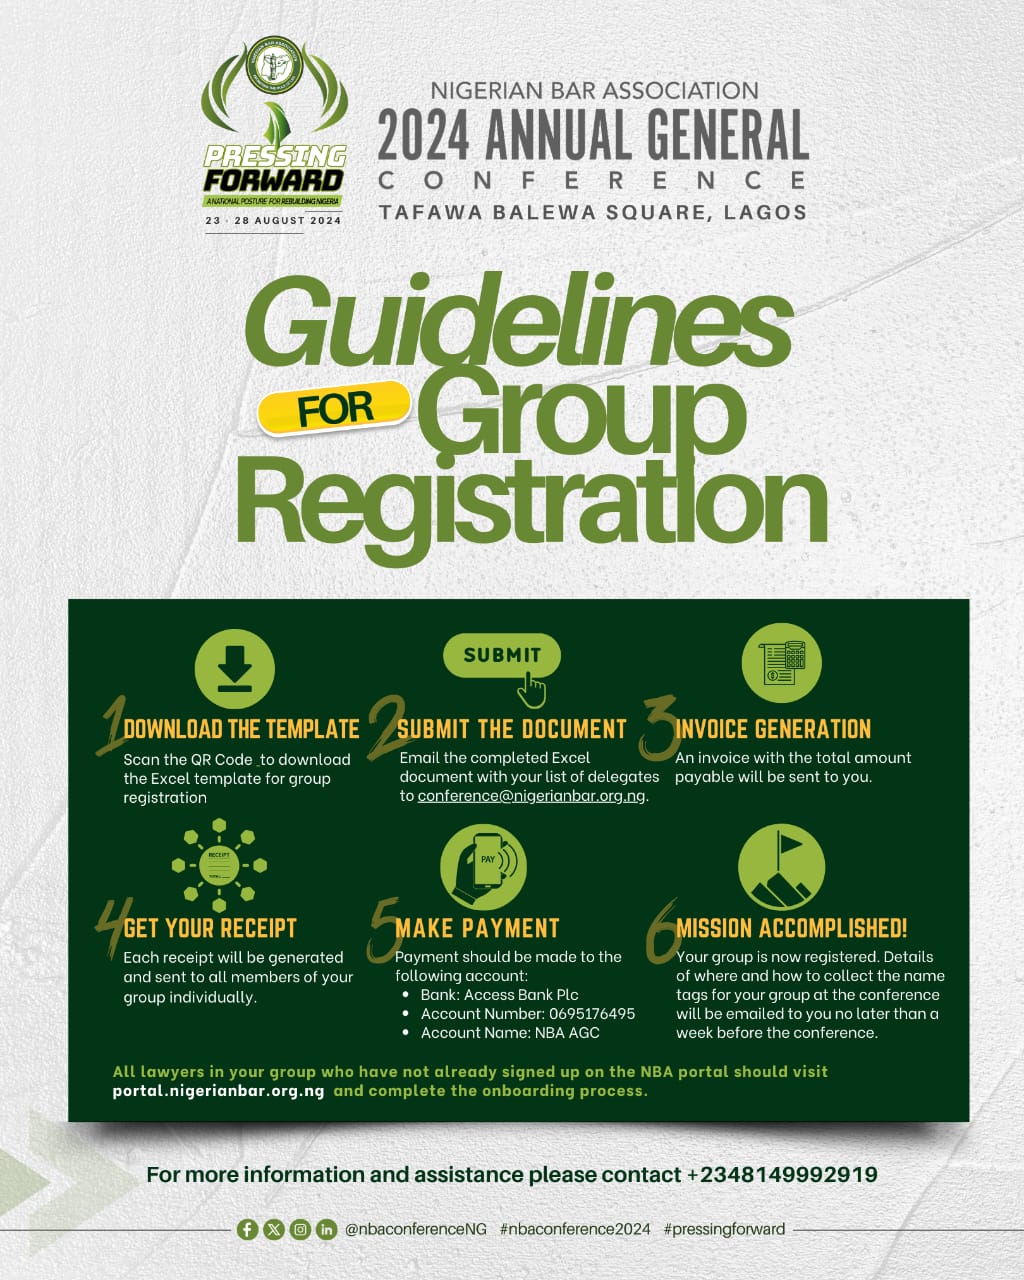 NIGERIAN BAR ASSOCIATION
PRESSING
FORWARD
A NATIONAL POSTURE FOR REBUILDING NIGERIA
23 - 28 AUGUST 2024
NIGERIAN BAR ASSOCIATION
2024 ANNUAL GENERAL
CONFERENCE
TAFAWA BALEWA SQUARE, LAGOS
Guidelines
FOR Group
Registration
1 DOWNLOAD THE TEMPLATE
Scan the QR Code to download
the Excel template for group
registration
SUBMIT
2 SUBMIT THE DOCUMENT
Email the completed Excel
document with your list of delegates
to conference@nigerianbar.org.ng.
3 INVOICE GENERATION
An invoice with the total amount
payable will be sent to you.
RECEIPT
4 GET YOUR RECEIPT
Each receipt will be generated
and sent to all members of your
group individually.
PAY
5 MAKE PAYMENT
Payment should be made to the
following account:
• Bank: Access Bank Plc
• Account Number: 0695176495
• Account Name: NBA AGC
6 MISSION ACCOMPLISHED!
Your group is now registered. Details
of where and how to collect the name
tags for your group at the conference
will be emailed to you no later than a
week before the conference.
All lawyers in your group who have not already signed up on the NBA portal should visit
portal.nigerianbar.org.ng and complete the onboarding process.
For more information and assistance please contact +2348149992919
@nbaconferenceNG #nbaconference2024 #pressingforward